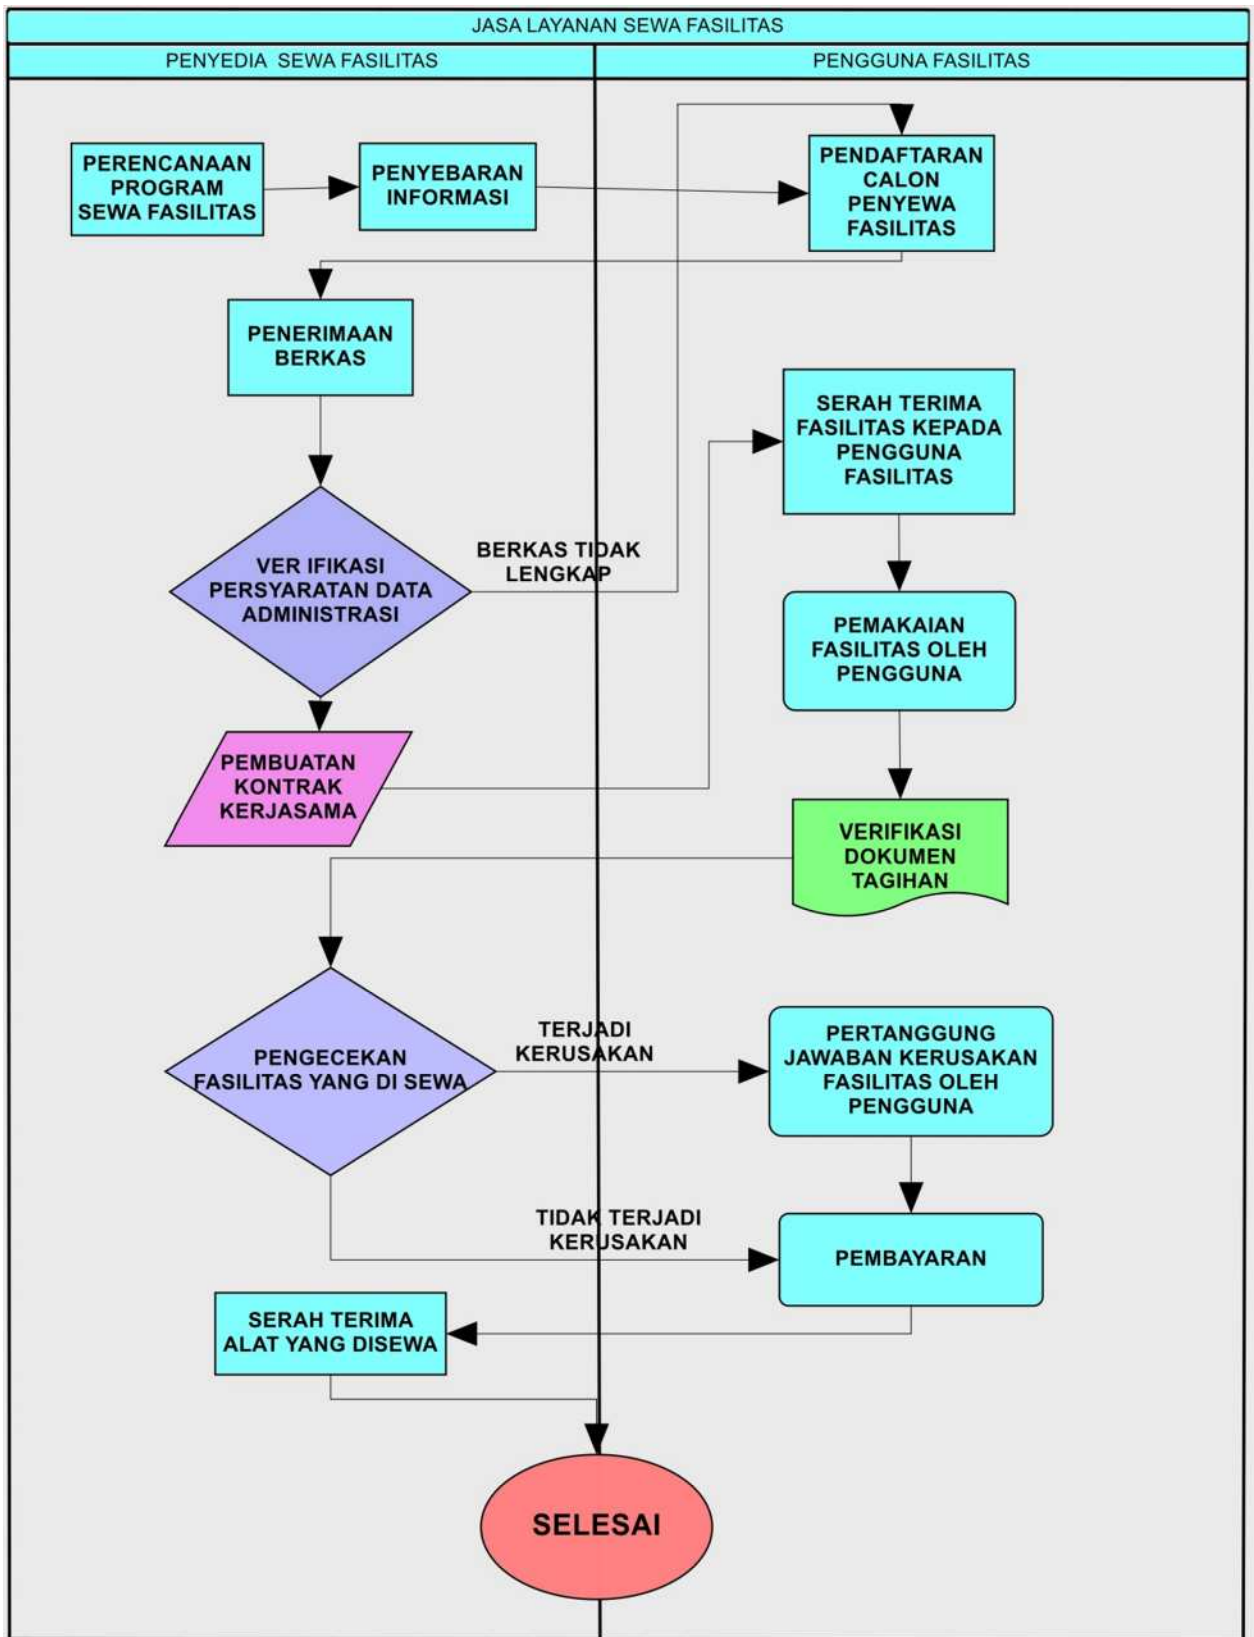 JASA LAYANAN SEWA FASILITAS
PENYEDIA SEWA FASILITAS
PENGGUNA FASILITAS
PERENCANAAN
PROGRAM
SEWA FASILITAS
PENYEBARAN
INFORMASI
PENDAFTARAN
CALON
PENYEWA
FASILITAS
PENERIMAAN
BERKAS
SERAH TERIMA
FASILITAS KEPADA
PENGGUNA
FASILITAS
VER IFIKASI
PERSYARATAN DATA
ADMINISTRASI
BERKAS TIDAK
LENGKAP
PEMAKAIAN
FASILITAS OLEH
PENGGUNA
PEMBUATAN
KONTRAK
KERJASAMA
VERIFIKASI
DOKUMEN
TAGIHAN
PENGECEKAN
FASILITAS YANG DI SEWA
TERJADI
KERUSAKAN
PERTANGGUNG
JAWABAN KERUSAKAN
FASILITAS OLEH
PENGGUNA
TIDAK TERJADI
KERUSAKAN
PEMBAYARAN
SERAH TERIMA
ALAT YANG DISEWA
SELESAI